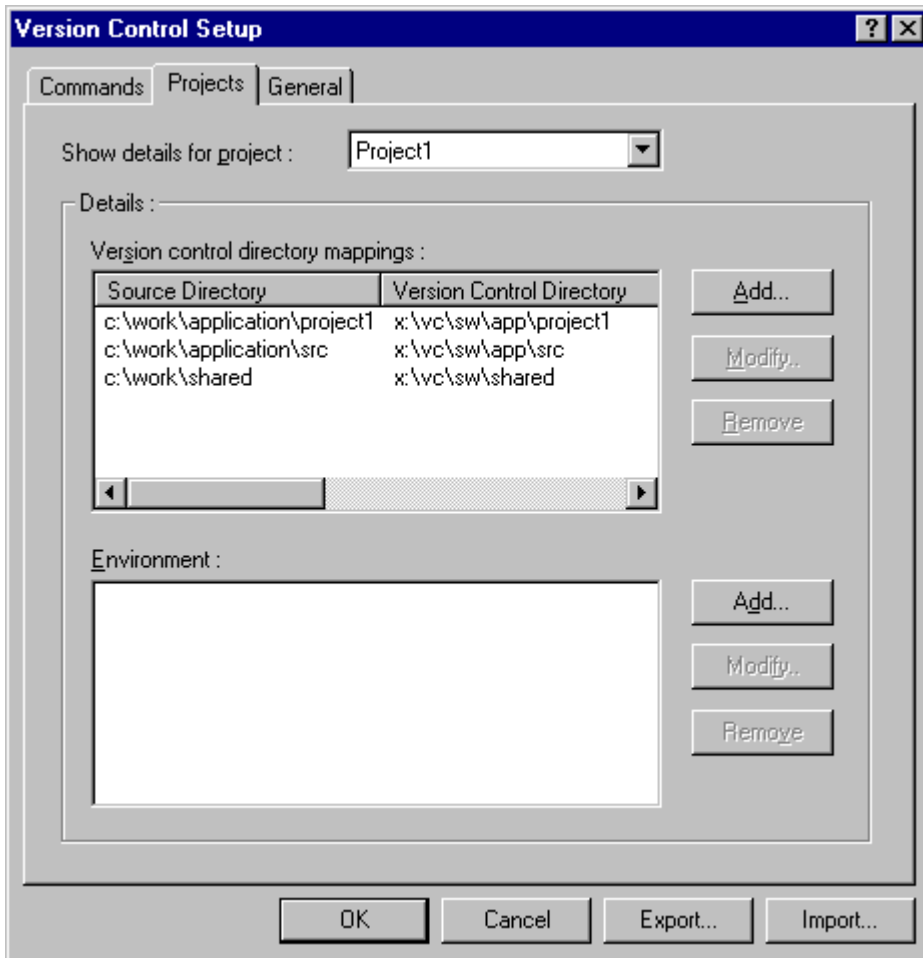 Version Control Setup
Commands Projects General
Show details for project : Project1
Details :
Version control directory mappings :
Source Directory Version Control Directory
c:\work\application\project1 x:\vc\sw\app\project1
c:\work\application\src x:\vc\sw\app\src
c:\work\shared x:\vc\sw\shared
Add...
Modify..
Remove
Environment :
Add...
Modify..
Remove
OK Cancel Export... Import...